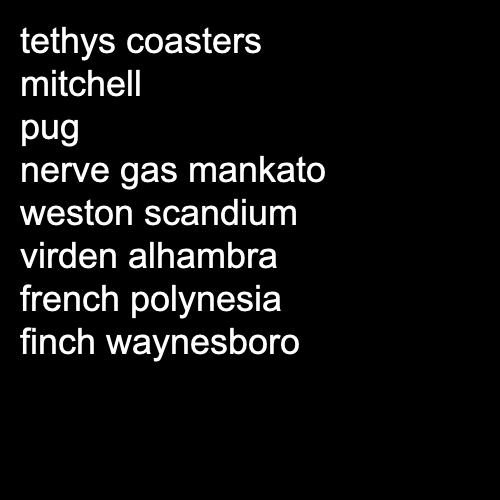 tethys coasters
mitchell
pug
nerve gas mankato
weston scandium
virden alhambra
french polynesia
finch waynesboro